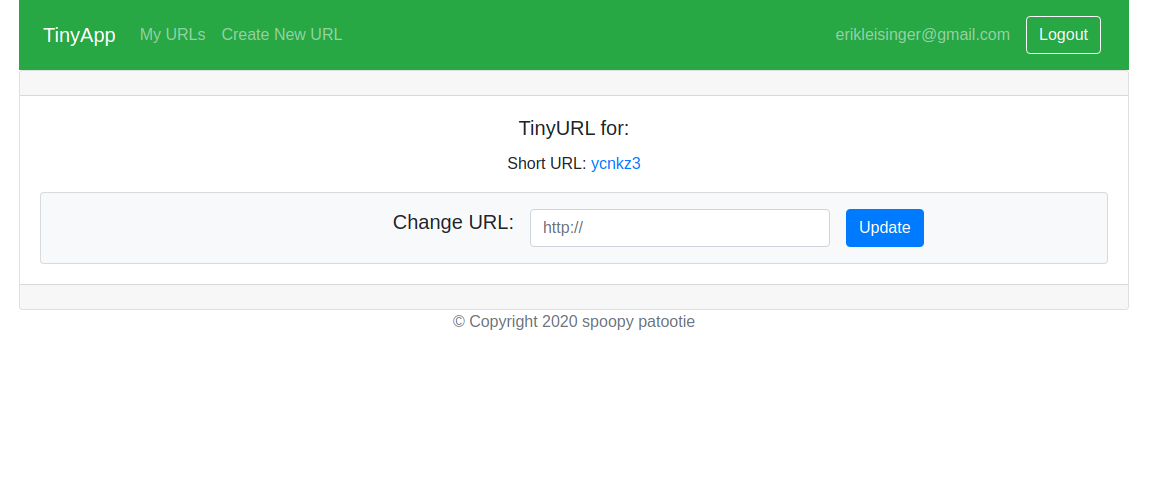 TinyApp My URLs Create New URL erikleisinger@gmail.com Logout
TinyURL for:
Short URL: ycnkz3
Change URL: http:// Update
© Copyright 2020 spoopy patootie